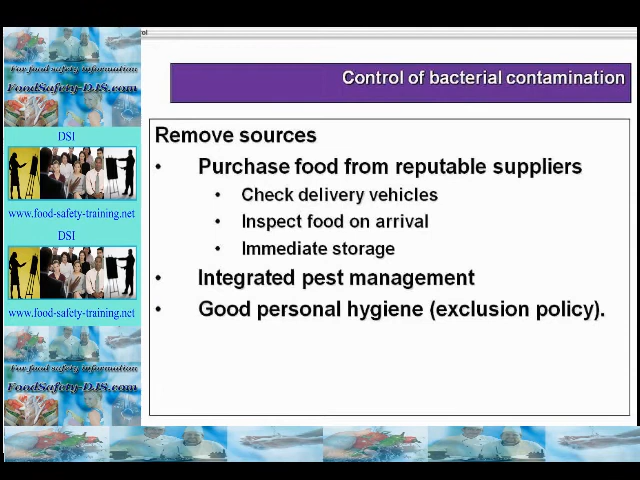 rol
Control of bacterial contamination
For food safety information
FoodSafety-DJS.com
DSI
www.food-safety-training.net
DSI
www.food-safety-training.net
For food safety information
FoodSafety-DJS.com
Remove sources
• Purchase food from reputable suppliers
• Check delivery vehicles
• Inspect food on arrival
• Immediate storage
• Integrated pest management
• Good personal hygiene (exclusion policy).